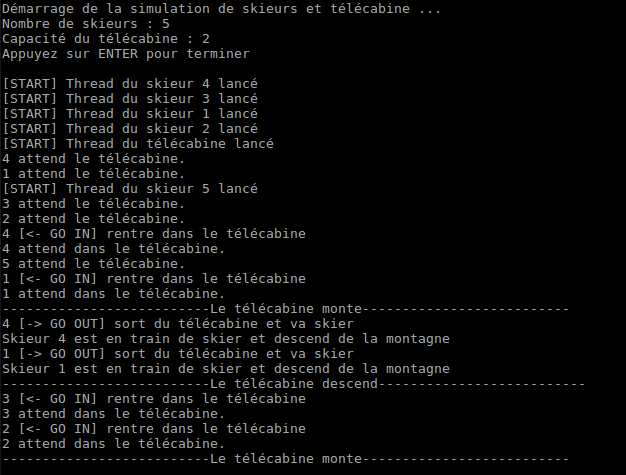 Démarrage de la simulation de skieurs et télécabine ...
Nombre de skieurs : 5
Capacité du télécabine : 2
Appuyez sur ENTER pour terminer
[START] Thread du skieur 4 lancé
[START] Thread du skieur 3 lancé
[START] Thread du skieur 1 lancé
[START] Thread du skieur 2 lancé
[START] Thread du télécabine lancé
4 attend le télécabine.
1 attend le télécabine.
[START] Thread du skieur 5 lancé
3 attend le télécabine.
2 attend le télécabine.
4 [<- GO IN] rentre dans le télécabine
4 attend dans le télécabine.
5 attend le télécabine.
1 [<- GO IN] rentre dans le télécabine
1 attend dans le télécabine.
--------------------------Le télécabine monte--------------------------
4 [-> GO OUT] sort du télécabine et va skier
Skieur 4 est en train de skier et descend de la montagne
1 [-> GO OUT] sort du télécabine et va skier
Skieur 1 est en train de skier et descend de la montagne
--------------------------Le télécabine descend--------------------------
3 [<- GO IN] rentre dans le télécabine
3 attend dans le télécabine.
2 [<- GO IN] rentre dans le télécabine
2 attend dans le télécabine.
--------------------------Le télécabine monte--------------------------